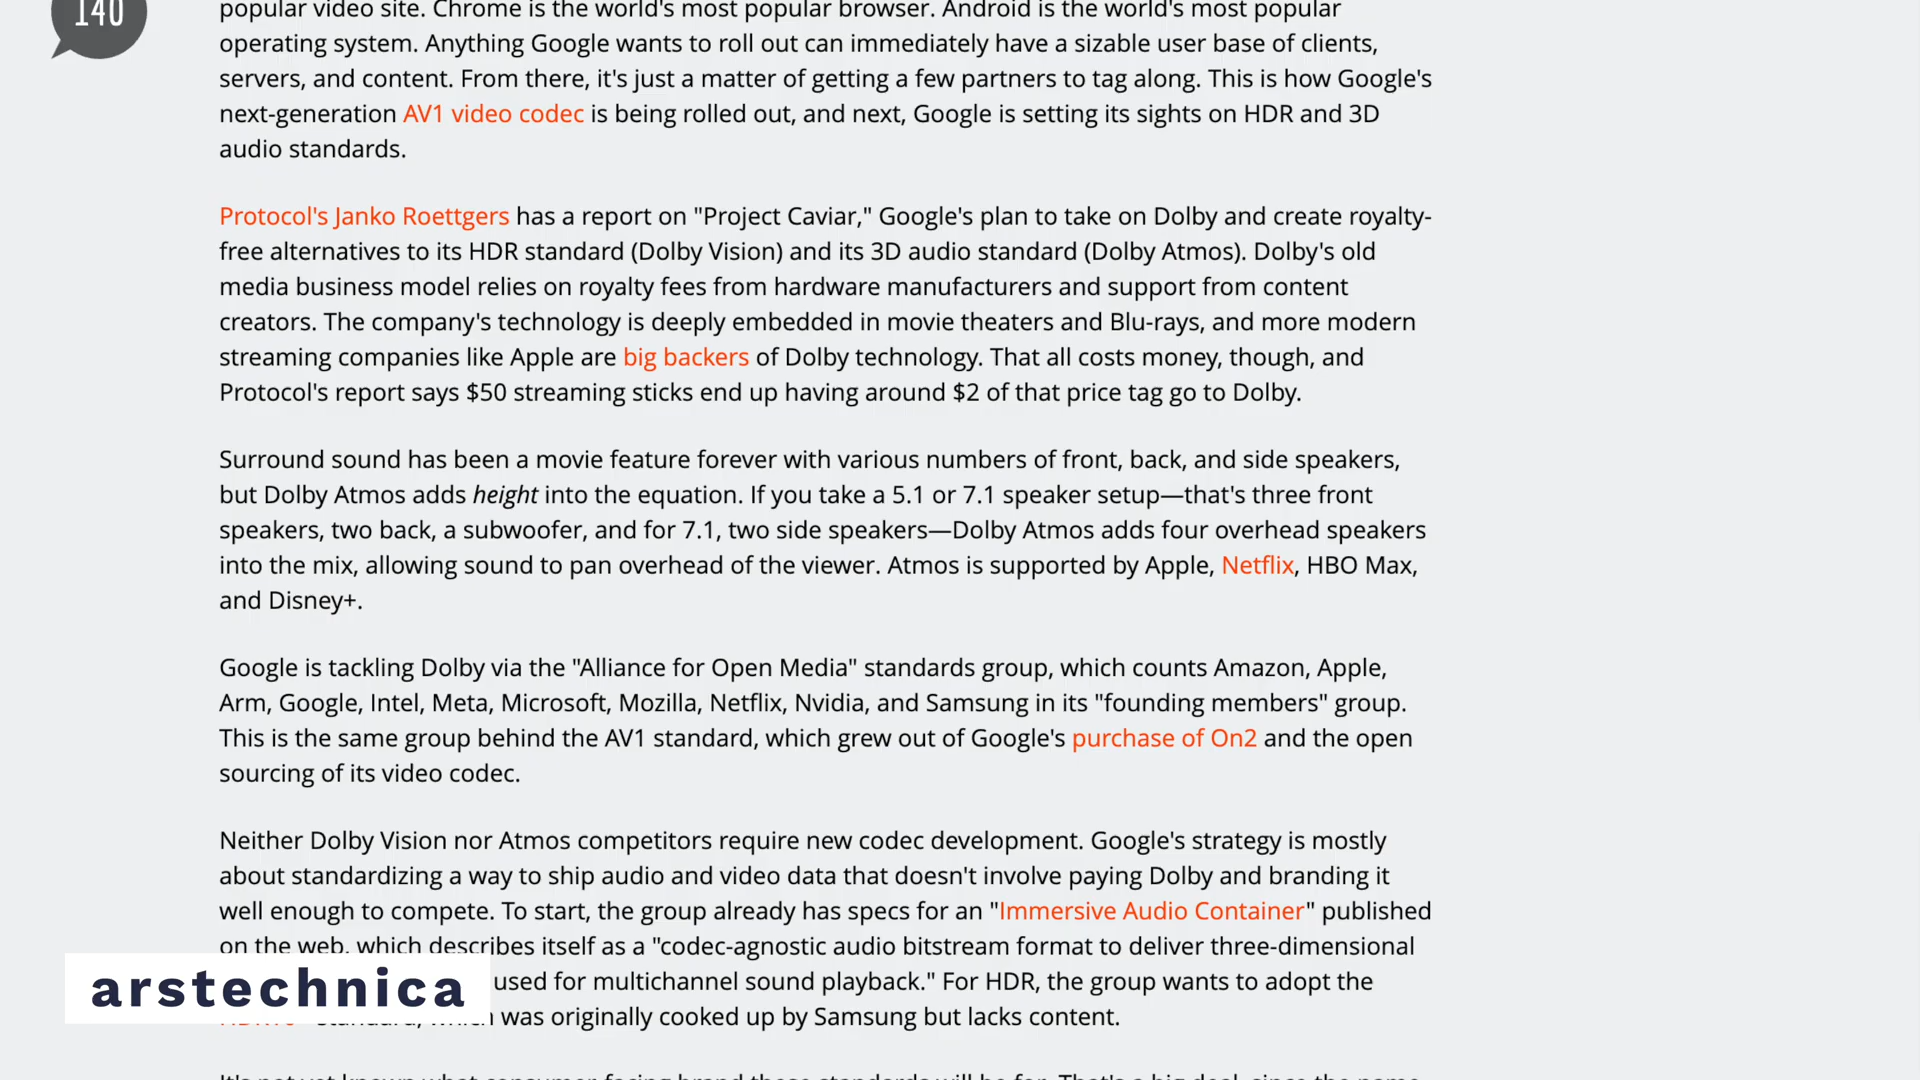 140
popular video site. Chrome is the world's most popular browser. Android is the world's most popular
operating system. Anything Google wants to roll out can immediately have a sizable user base of clients,
servers, and content. From there, it's just a matter of getting a few partners to tag along. This is how Google's
next-generation AV1 video codec is being rolled out, and next, Google is setting its sights on HDR and 3D
audio standards.
Protocol's Janko Roettgers has a report on "Project Caviar," Google's plan to take on Dolby and create royalty-
free alternatives to its HDR standard (Dolby Vision) and its 3D audio standard (Dolby Atmos). Dolby's old
media business model relies on royalty fees from hardware manufacturers and support from content
creators. The company's technology is deeply embedded in movie theaters and Blu-rays, and more modern
streaming companies like Apple are big backers of Dolby technology. That all costs money, though, and
Protocol's report says $50 streaming sticks end up having around $2 of that price tag go to Dolby.
Surround sound has been a movie feature forever with various numbers of front, back, and side speakers,
but Dolby Atmos adds height into the equation. If you take a 5.1 or 7.1 speaker setup—that's three front
speakers, two back, a subwoofer, and for 7.1, two side speakers—Dolby Atmos adds four overhead speakers
into the mix, allowing sound to pan overhead of the viewer. Atmos is supported by Apple, Netflix, HBO Max,
and Disney+.
Google is tackling Dolby via the "Alliance for Open Media" standards group, which counts Amazon, Apple,
Arm, Google, Intel, Meta, Microsoft, Mozilla, Netflix, Nvidia, and Samsung in its "founding members" group.
This is the same group behind the AV1 standard, which grew out of Google's purchase of On2 and the open
sourcing of its video codec.
Neither Dolby Vision nor Atmos competitors require new codec development. Google's strategy is mostly
about standardizing a way to ship audio and video data that doesn't involve paying Dolby and branding it
well enough to compete. To start, the group already has specs for an "Immersive Audio Container" published
on the web, which describes itself as a "codec-agnostic audio bitstream format to deliver three-dimensional
used for multichannel sound playback." For HDR, the group wants to adopt the
was originally cooked up by Samsung but lacks content.
arstechnica